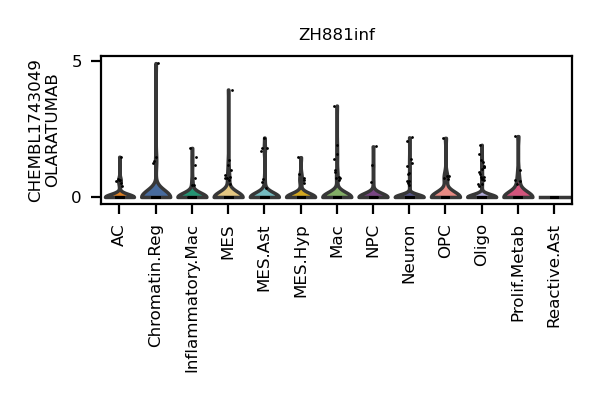 ZH881inf
CHEMBL1743049
OLARATUMAB
5
0
AC
Chromatin.Reg
Inflammatory.Mac
MES
MES.Ast
MES.Hyp
Mac
NPC
Neuron
OPC
Oligo
Prolif.Metab
Reactive.Ast